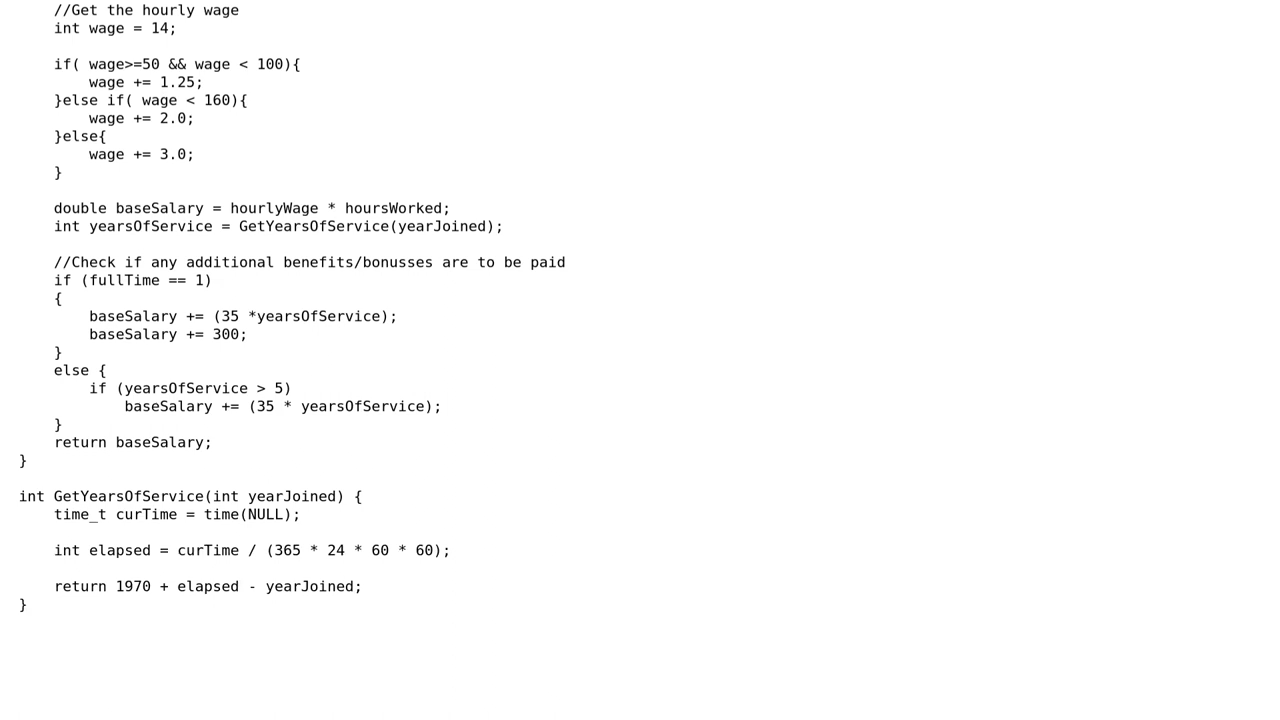 //Get the hourly wage
int wage = 14;
if( wage>=50 && wage < 100){
wage += 1.25;
}else if( wage < 160){
wage += 2.0;
}else{
wage += 3.0;
}
double baseSalary = hourlyWage * hoursWorked;
int yearsOfService = GetYearsOfService(yearJoined);
//Check if any additional benefits/bonusses are to be paid
if (fullTime == 1)
{
baseSalary += (35 *yearsOfService);
baseSalary += 300;
}
else {
if (yearsOfService > 5)
baseSalary += (35 * yearsOfService);
}
return baseSalary;
}
int GetYearsOfService(int yearJoined) {
time_t curTime = time(NULL);
int elapsed = curTime / (365 * 24 * 60 * 60);
return 1970 + elapsed - yearJoined;
}